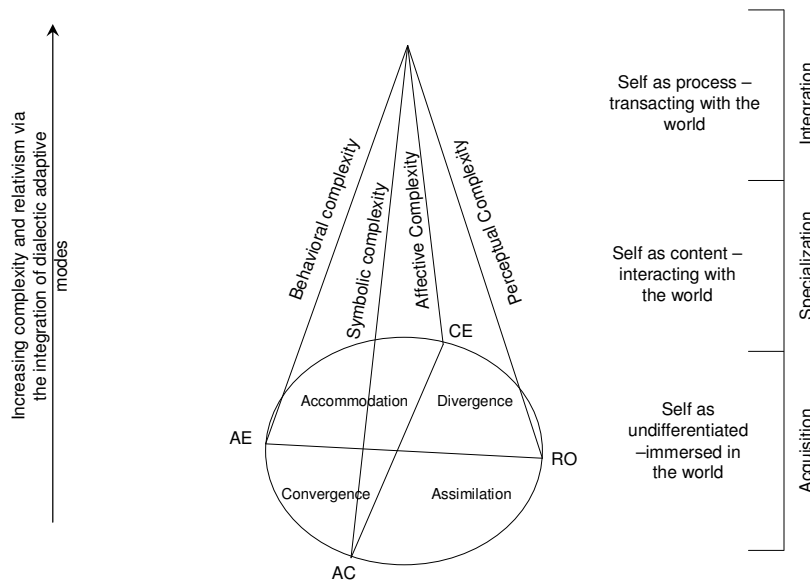 Increasing complexity and relativism via
the integration of dialectic adaptive
modes
Behavioral complexity
Symbolic complexity
Affective Complexity
Perceptual Complexity
CE
Accommodation
Divergence
AE
RO
Convergence
Assimilation
AC
Self as process –
transacting with the
world
Integration
Self as content –
interacting with
the world
Specialization
Self as
undifferentiated
–immersed in
the world
Acquisition